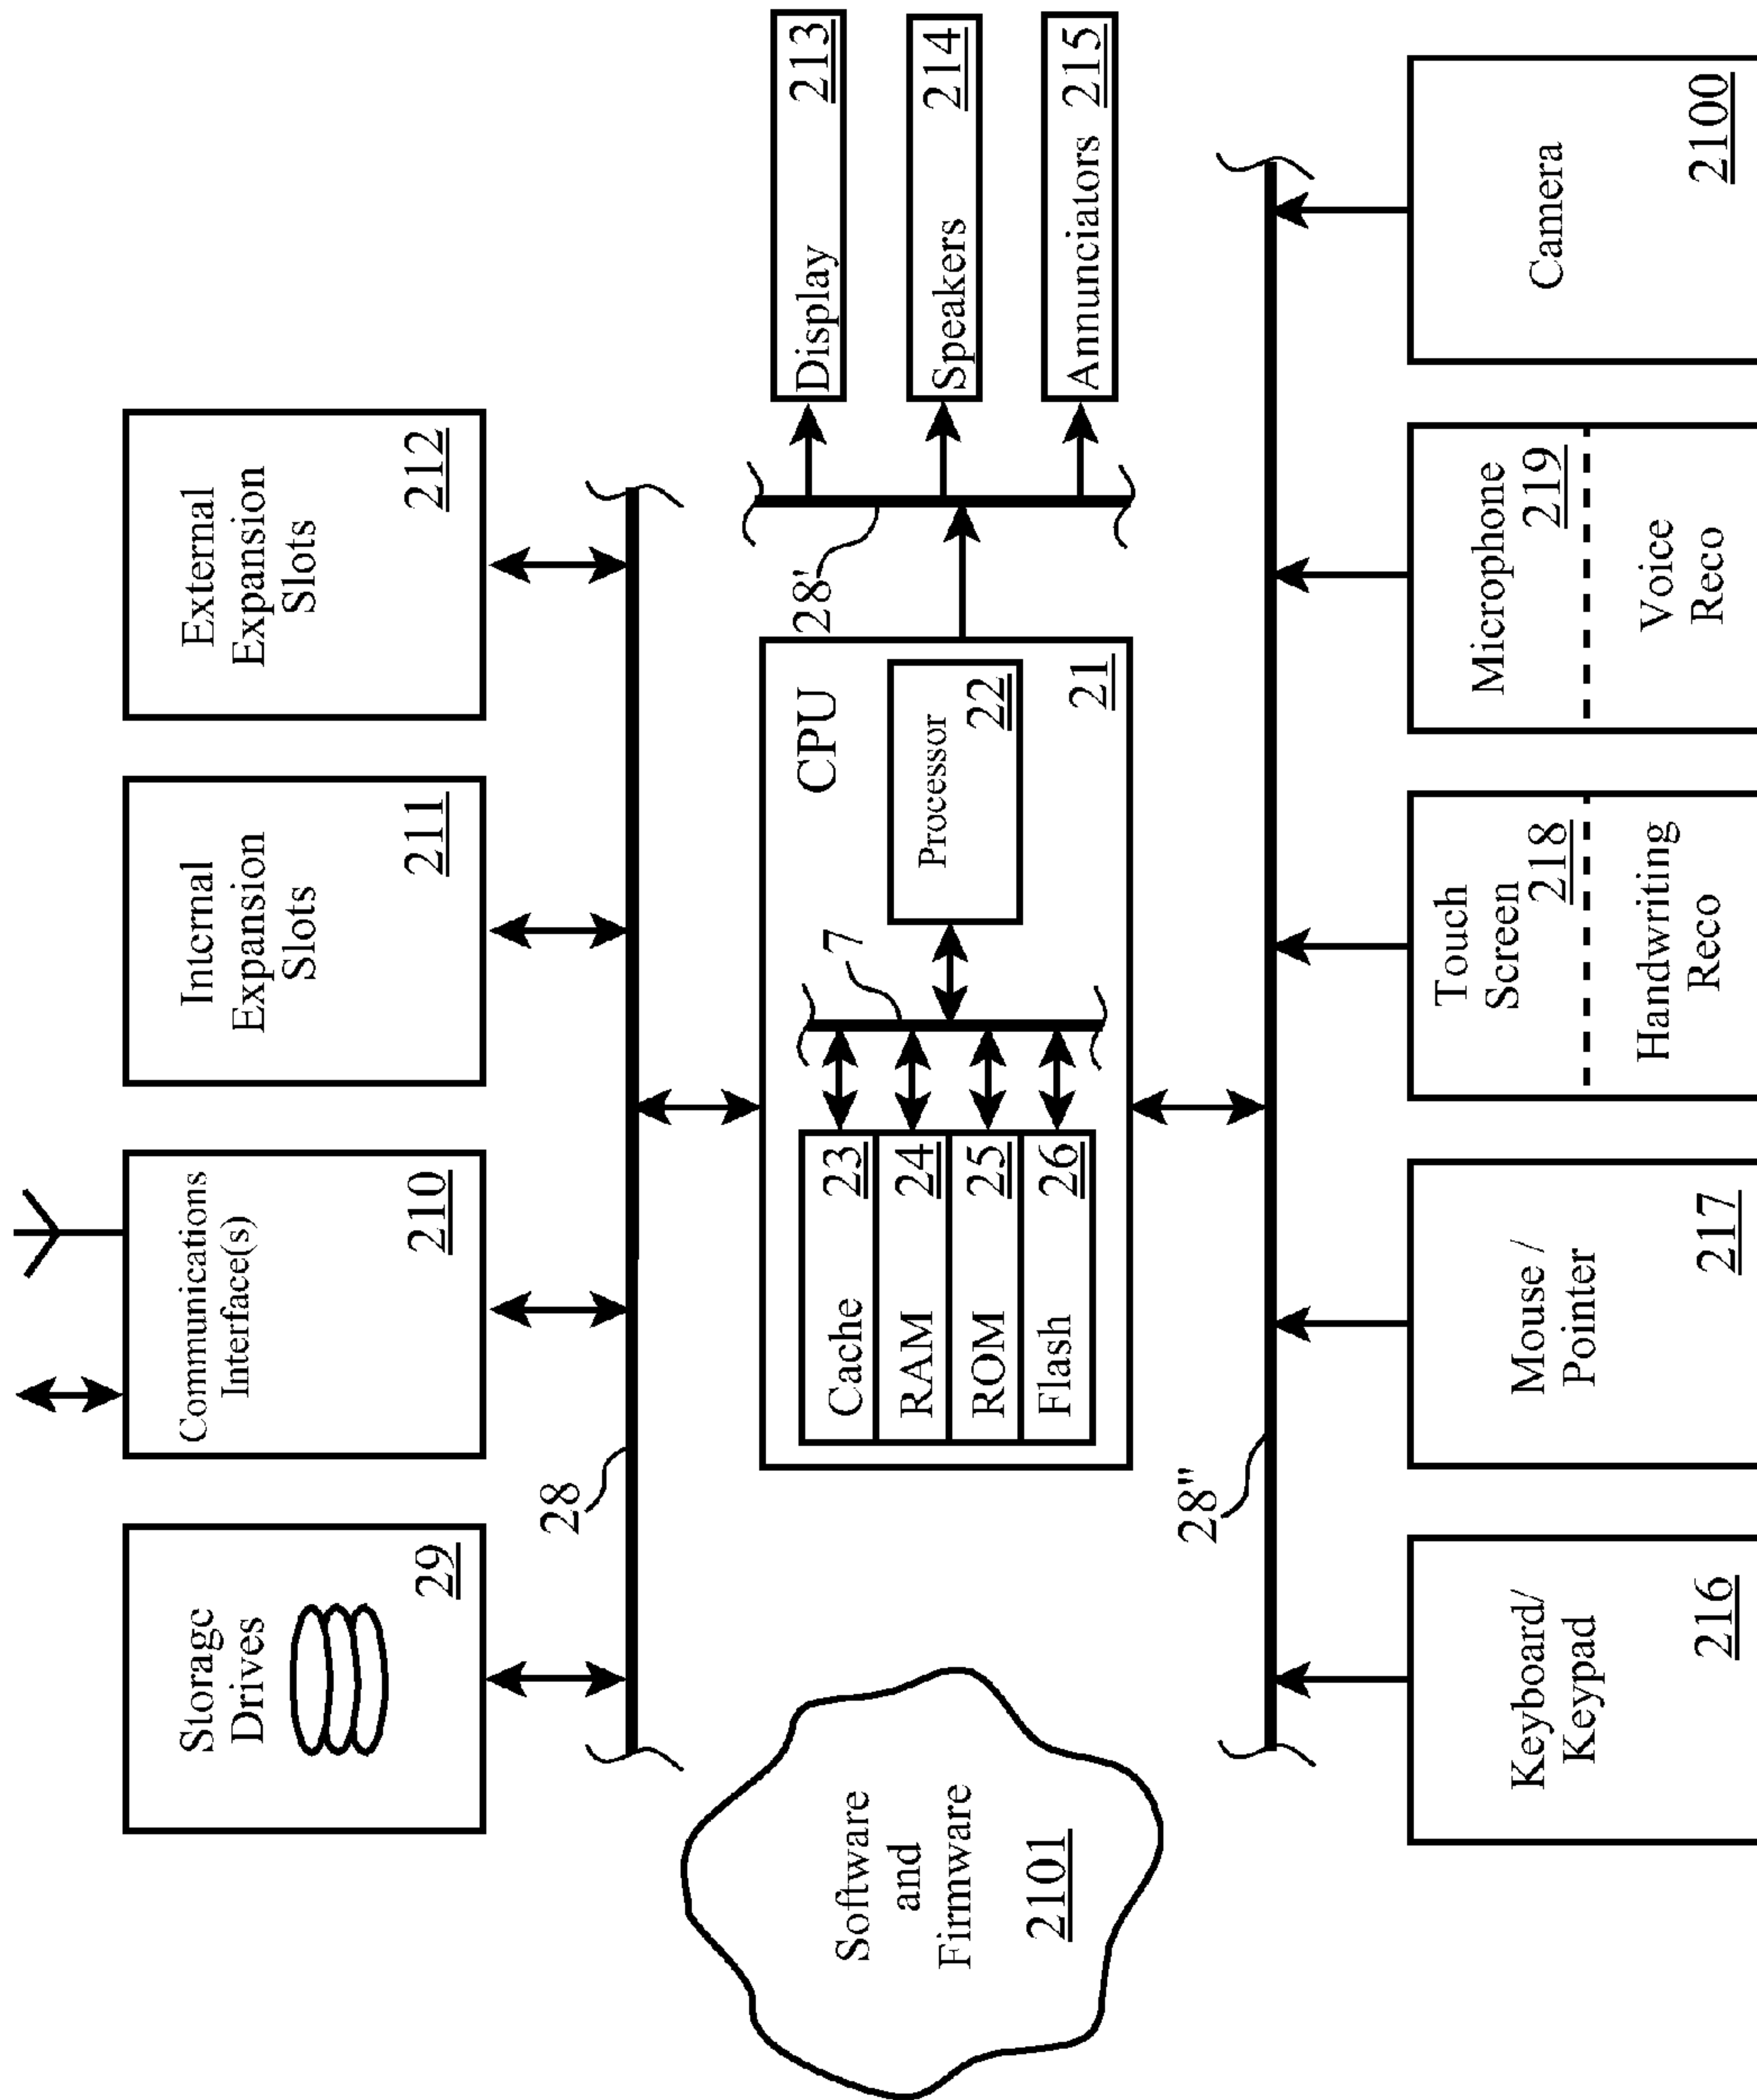 Storage
Drives
29
Communications
Interface(s)
210
Internal
Expansion
Slots
211
External
Expansion
Slots
212
28
Software
and
Firmware
2101
CPU
Cache 23
RAM 24
ROM 25
Flash 26
7
Processor
22
21
28'
Display 213
Speakers 214
Annunciators 215
28"
Keyboard/
Keypad
216
Mouse /
Pointer
217
Touch
Screen
218
Handwriting
Reco
Microphone
219
Voice
Reco
Camera
2100